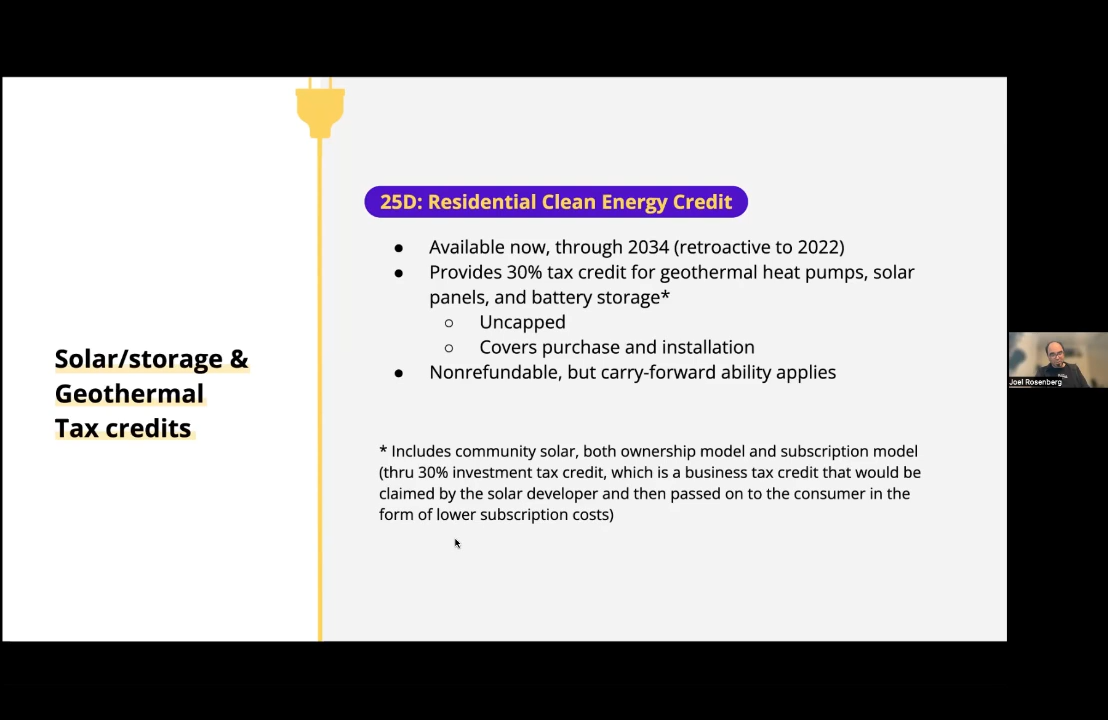 Solar/storage &
Geothermal
Tax credits
25D: Residential Clean Energy Credit
● Available now, through 2034 (retroactive to 2022)
● Provides 30% tax credit for geothermal heat pumps, solar
panels, and battery storage*
○ Uncapped
○ Covers purchase and installation
● Nonrefundable, but carry-forward ability applies
* Includes community solar, both ownership model and subscription model
(thru 30% investment tax credit, which is a business tax credit that would be
claimed by the solar developer and then passed on to the consumer in the
form of lower subscription costs)
Joel Rosenberg